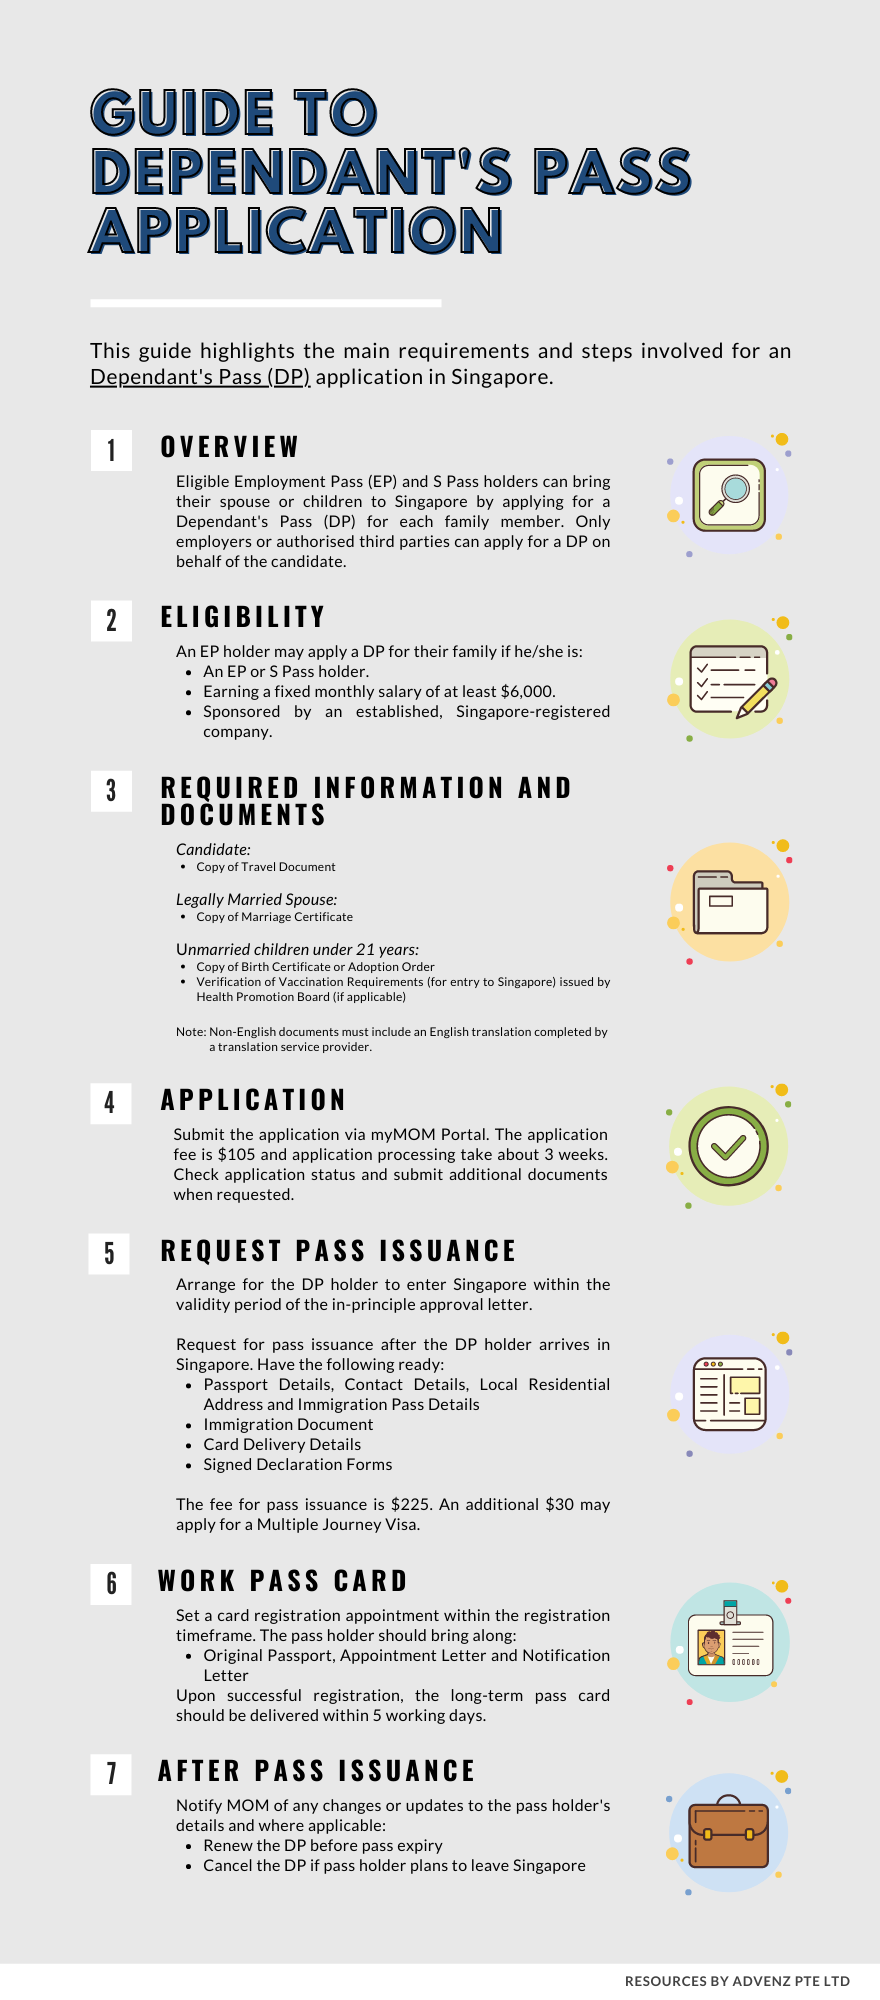 GUIDE TO
DEPENDANT'S PASS
APPLICATION
This guide highlights the main requirements and steps involved for an
Dependant's Pass (DP) application in Singapore.
1
OVERVIEW
Eligible Employment Pass (EP) and S Pass holders can bring
their spouse or children to Singapore by applying for a
Dependant's Pass (DP) for each family member. Only
employers or authorised third parties can apply for a DP on
behalf of the candidate.
2
ELIGIBILITY
An EP holder may apply a DP for their family if he/she is:
• An EP or S Pass holder.
• Earning a fixed monthly salary of at least $6,000.
• Sponsored by an established, Singapore-registered
company.
3
REQUIRED INFORMATION AND
DOCUMENTS
Candidate:
• Copy of Travel Document
Legally Married Spouse:
• Copy of Marriage Certificate
Unmarried children under 21 years:
• Copy of Birth Certificate or Adoption Order
• Verification of Vaccination Requirements (for entry to Singapore) issued by
Health Promotion Board (if applicable)
Note: Non-English documents must include an English translation completed by
a translation service provider.
4
APPLICATION
Submit the application via myMOM Portal. The application
fee is $105 and application processing take about 3 weeks.
Check application status and submit additional documents
when requested.
5
REQUEST PASS ISSUANCE
Arrange for the DP holder to enter Singapore within the
validity period of the in-principle approval letter.
Request for pass issuance after the DP holder arrives in
Singapore. Have the following ready:
• Passport Details, Contact Details, Local Residential
Address and Immigration Pass Details
• Immigration Document
• Card Delivery Details
• Signed Declaration Forms
The fee for pass issuance is $225. An additional $30 may
apply for a Multiple Journey Visa.
6
WORK PASS CARD
Set a card registration appointment within the registration
timeframe. The pass holder should bring along:
• Original Passport, Appointment Letter and Notification
Letter
Upon successful registration, the long-term pass card
should be delivered within 5 working days.
7
AFTER PASS ISSUANCE
Notify MOM of any changes or updates to the pass holder's
details and where applicable:
• Renew the DP before pass expiry
• Cancel the DP if pass holder plans to leave Singapore
RESOURCES BY ADVENZ PTE LTD